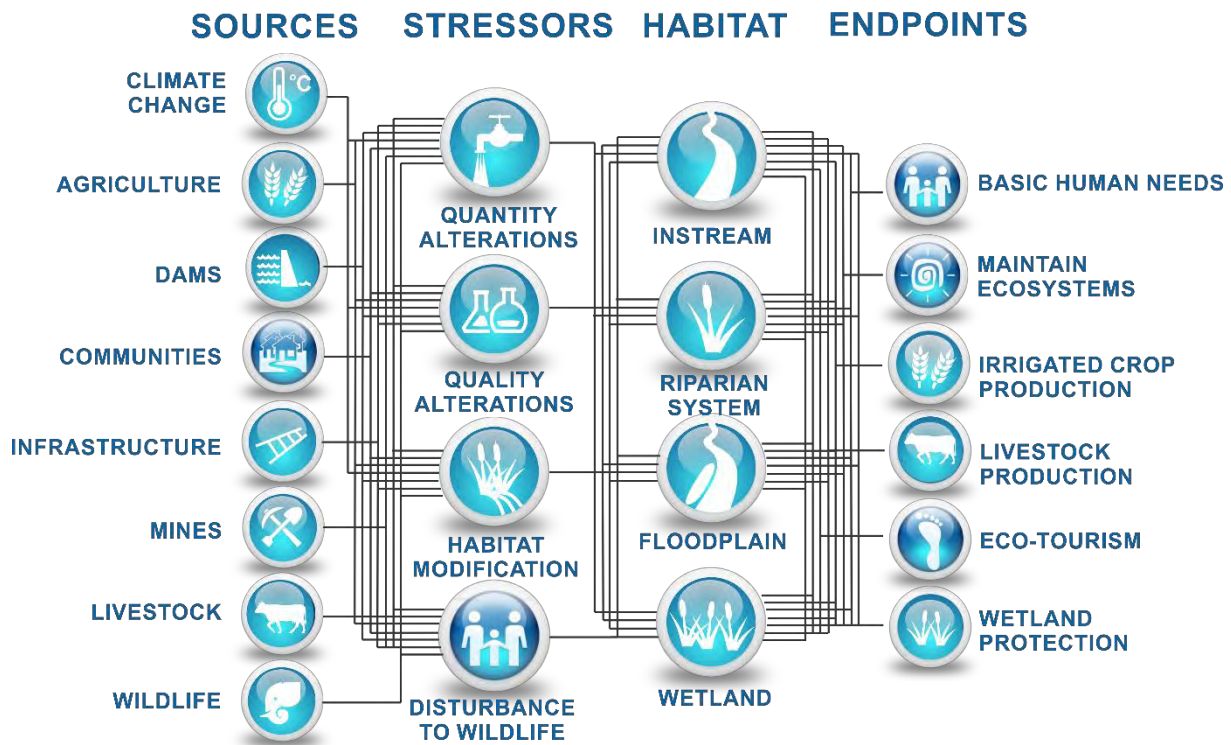 SOURCES STRESSORS HABITAT ENDPOINTS
CLIMATE
CHANGE
°C
AGRICULTURE
DAMS
COMMUNITIES
INFRASTRUCTURE
MINES
LIVESTOCK
WILDLIFE
QUANTITY
ALTERATIONS
QUALITY
ALTERATIONS
HABITAT
MODIFICATION
DISTURBANCE
TO WILDLIFE
INSTREAM
RIPARIAN
SYSTEM
FLOODPLAIN
WETLAND
BASIC HUMAN NEEDS
MAINTAIN
ECOSYSTEMS
IRRIGATED CROP
PRODUCTION
LIVESTOCK
PRODUCTION
ECO-TOURISM
WETLAND
PROTECTION